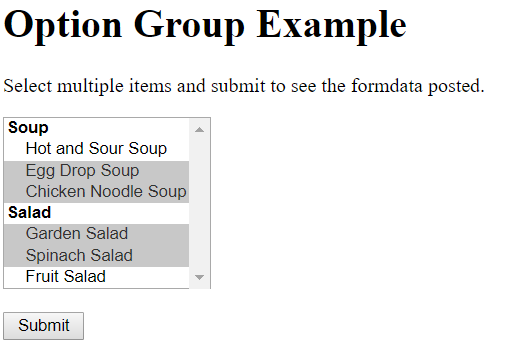 Option Group Example
Select multiple items and submit to see the formdata posted.
Soup
Hot and Sour Soup
Egg Drop Soup
Chicken Noodle Soup
Salad
Garden Salad
Spinach Salad
Fruit Salad
Submit